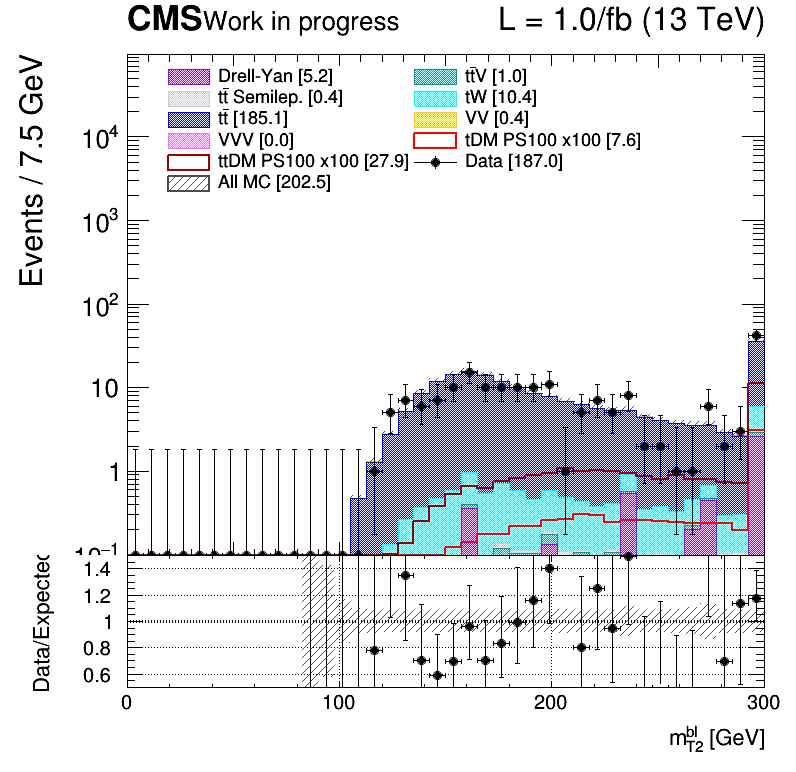 CMS Work in progress L = 1.0/fb (13 TeV)
Events / 7.5 GeV
Drell-Yan [5.2] tt̄V [1.0]
tt̄ Semilep. [0.4] tW [10.4]
tt̄ [185.1] VV [0.4]
VVV [0.0] tDM PS100 x100 [7.6]
ttDM PS100 x100 [27.9] Data [187.0]
All MC [202.5]
10⁴
10³
10²
10
1
10⁻¹
Data/Expected
1.4
1.2
1
0.8
0.6
0 100 200 300
m_T2^bl [GeV]